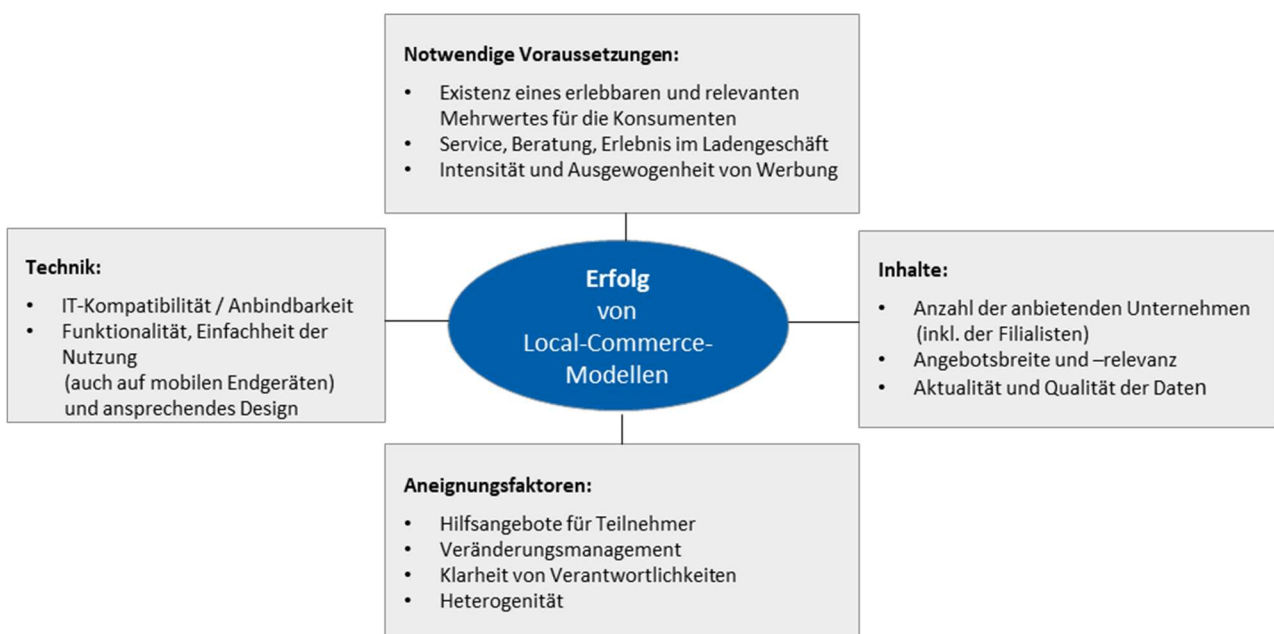 Notwendige Voraussetzungen:
• Existenz eines erlebbaren und relevanten
Mehrwertes für die Konsumenten
• Service, Beratung, Erlebnis im Ladengeschäft
• Intensität und Ausgewogenheit von Werbung
Technik:
• IT-Kompatibilität / Anbindbarkeit
• Funktionalität, Einfachheit der
Nutzung
(auch auf mobilen Endgeräten)
und ansprechendes Design
Erfolg
von
Local-Commerce-
Modellen
Inhalte:
• Anzahl der anbietenden Unternehmen
(inkl. der Filialisten)
• Angebotsbreite und –relevanz
• Aktualität und Qualität der Daten
Aneignungsfaktoren:
• Hilfsangebote für Teilnehmer
• Veränderungsmanagement
• Klarheit von Verantwortlichkeiten
• Heterogenität